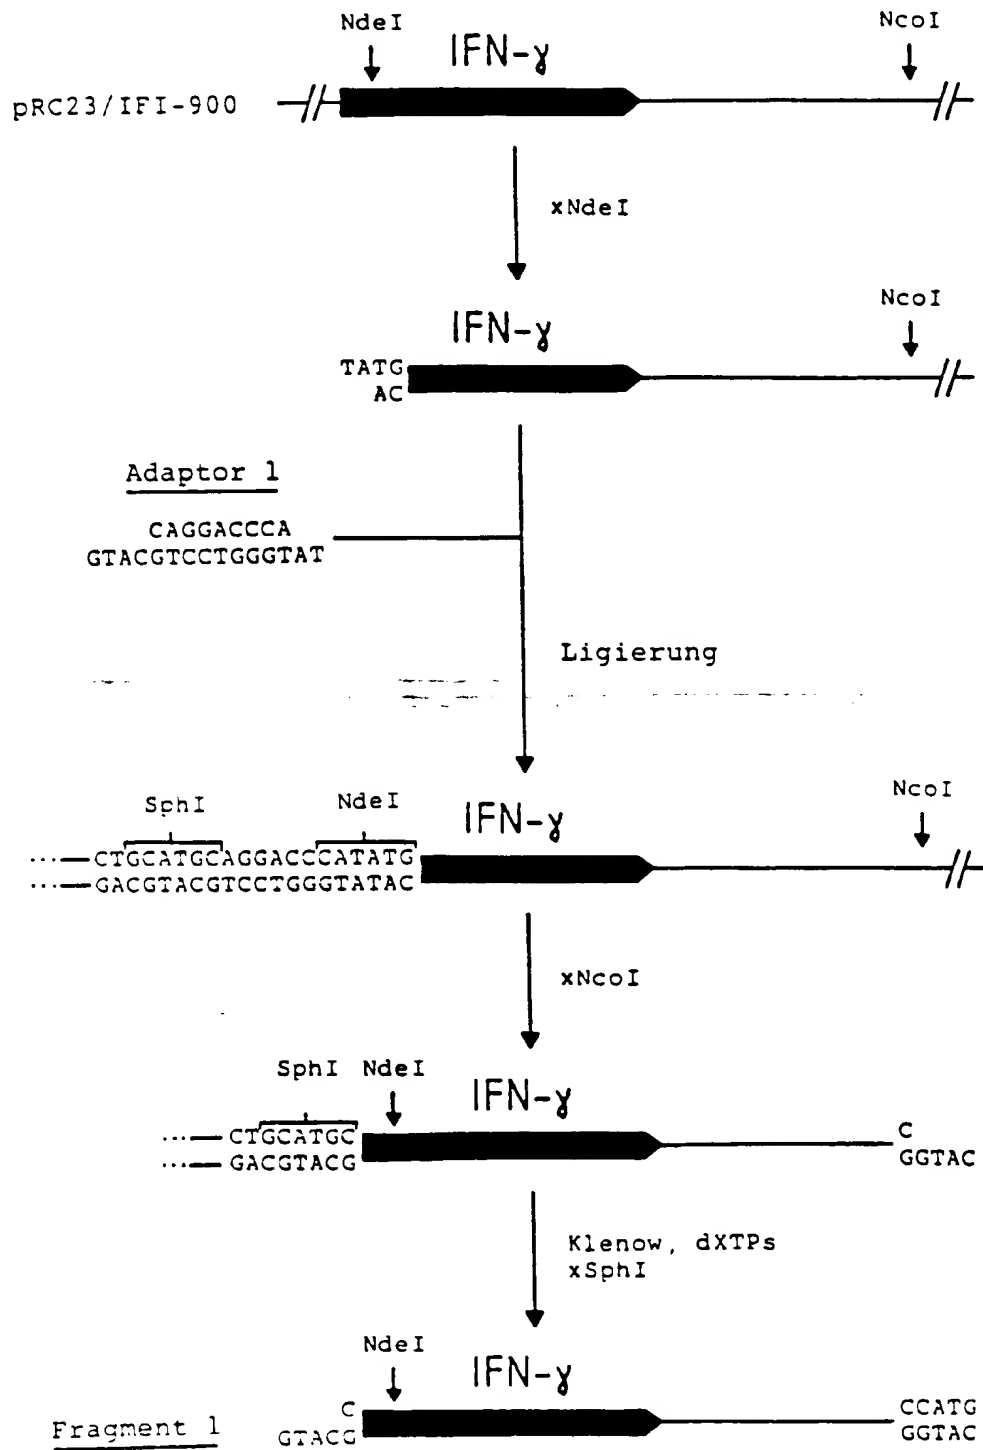 NdeI
IFN-γ
NcoI
pRC23/IFI-900
xNdeI
IFN-γ
NcoI
TATG
AC
Adaptor 1
CAGGACCCA
GTACGTCCTGGGTAT
Ligierung
SphI
NdeI
IFN-γ
NcoI
CTGCATGCAGGACCCATATG
GACGTACGTCCTGGGTATAC
xNcoI
SphI NdeI
IFN-γ
CTGCATGC
GACGTACG
C
GGTAC
Klenow, dXTPs
xSphI
NdeI
IFN-γ
Fragment 1
C
GTACG
CCATG
GGTAC